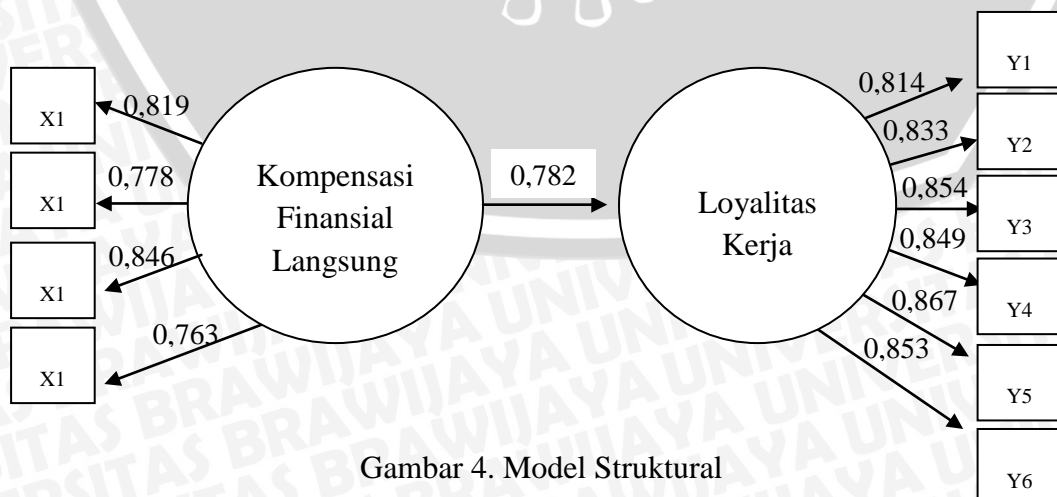 X1
0,819
X1
0,778
X1
0,846
X1
0,763
Kompensasi
Finansial
Langsung
0,782
Loyalitas
Kerja
0,814
Y1
0,833
Y2
0,854
Y3
0,849
Y4
0,867
Y5
0,853
Y6
Gambar 4. Model Struktural